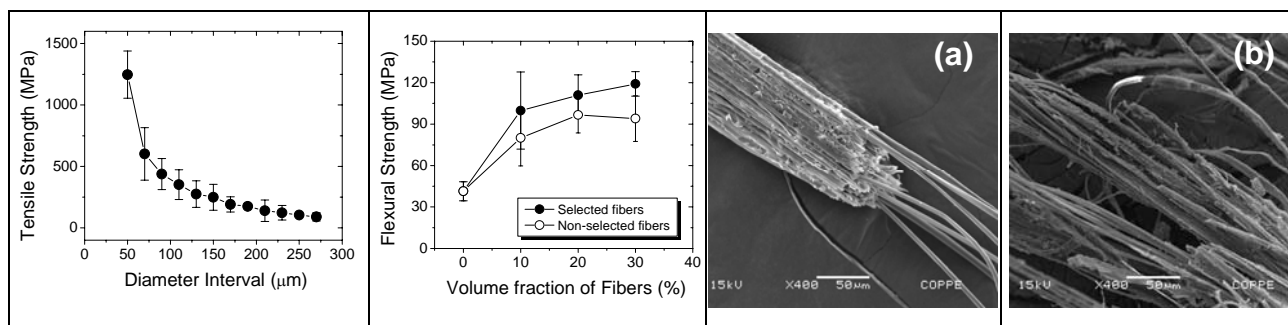 1500
1000
500
0
Tensile Strength (MPa)
0 50 100 150 200 250 300
Diameter Interval (μm)
150
120
90
60
30
0
Flexural Strength (MPa)
Selected fibers
Non-selected fibers
0 10 20 30 40
Volume fraction of Fibers (%)
(a)
15kV X400 50μm COPPE
(b)
15kV X400 50μm COPPE